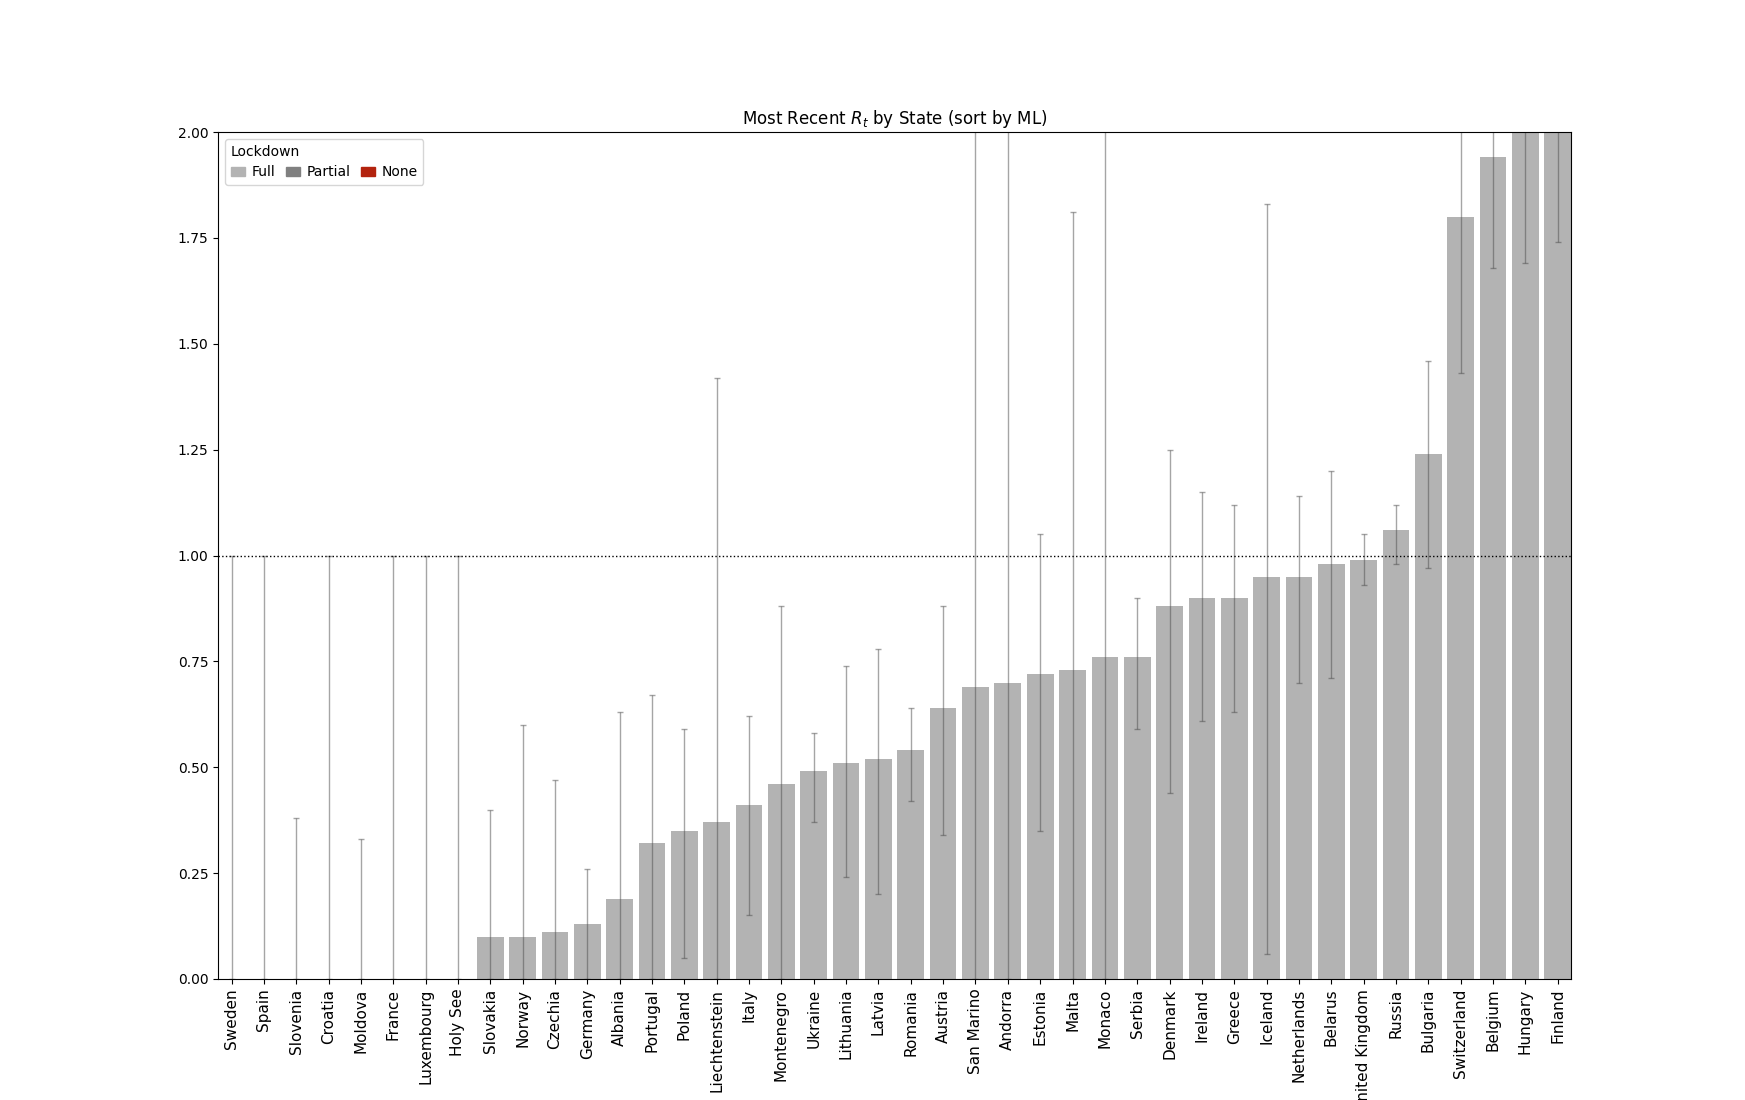 Most Recent Rt by State (sort by ML)
Lockdown
Full Partial None
2.00
1.75
1.50
1.25
1.00
0.75
0.50
0.25
0.00
Sweden
Spain
Slovenia
Croatia
Moldova
France
Luxembourg
Holy See
Slovakia
Norway
Czechia
Germany
Albania
Portugal
Poland
Liechtenstein
Italy
Montenegro
Ukraine
Lithuania
Latvia
Romania
Austria
San Marino
Andorra
Estonia
Malta
Monaco
Serbia
Denmark
Ireland
Greece
Iceland
Netherlands
Belarus
nited Kingdom
Russia
Bulgaria
Switzerland
Belgium
Hungary
Finland